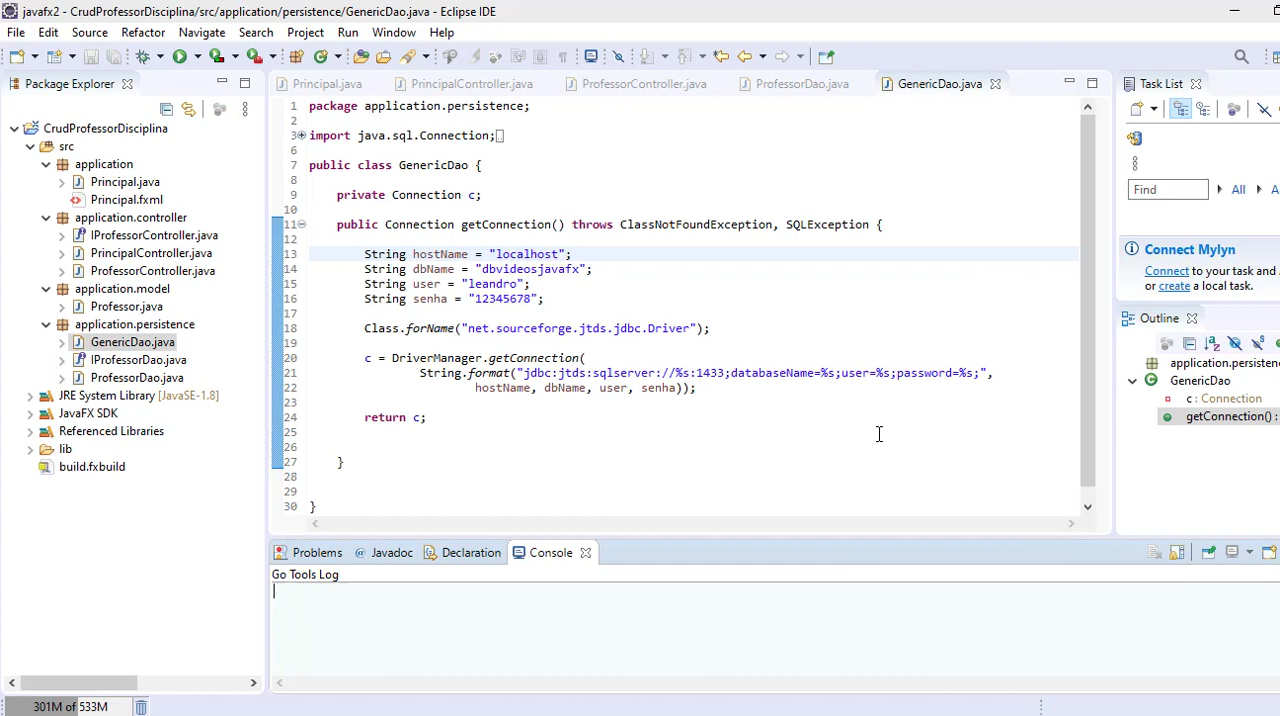 javafx2 - CrudProfessorDisciplina/src/application/persistence/GenericDao.java - Eclipse IDE
File Edit Source Refactor Navigate Search Project Run Window Help
Package Explorer
CrudProfessorDisciplina
src
application
Principal.java
Principal.fxml
application.controller
IProfessorController.java
PrincipalController.java
ProfessorController.java
application.model
Professor.java
application.persistence
GenericDao.java
IProfessorDao.java
ProfessorDao.java
JRE System Library [JavaSE-1.8]
JavaFX SDK
Referenced Libraries
lib
build.fxbuild
Principal.java PrincipalController.java ProfessorController.java ProfessorDao.java GenericDao.java
1 package application.persistence;
2
3 import java.sql.Connection;
6
7 public class GenericDao {
8
9 private Connection c;
10
11 public Connection getConnection() throws ClassNotFoundException, SQLException {
12
13 String hostName = "localhost";
14 String dbName = "dbvideosjavafx";
15 String user = "leandro";
16 String senha = "12345678";
17
18 Class.forName("net.sourceforge.jtds.jdbc.Driver");
19
20 c = DriverManager.getConnection(
21 String.format("jdbc:jtds:sqlserver://%s:1433;databaseName=%s;user=%s;password=%s;",
22 hostName, dbName, user, senha));
23
24 return c;
25
26
27 }
28
29
30 }
Task List
Find All A
Connect Mylyn
Connect to your task and
or create a local task.
Outline
application.persistence
GenericDao
c : Connection
getConnection() :
Problems @ Javadoc Declaration Console
Go Tools Log
301M of 533M